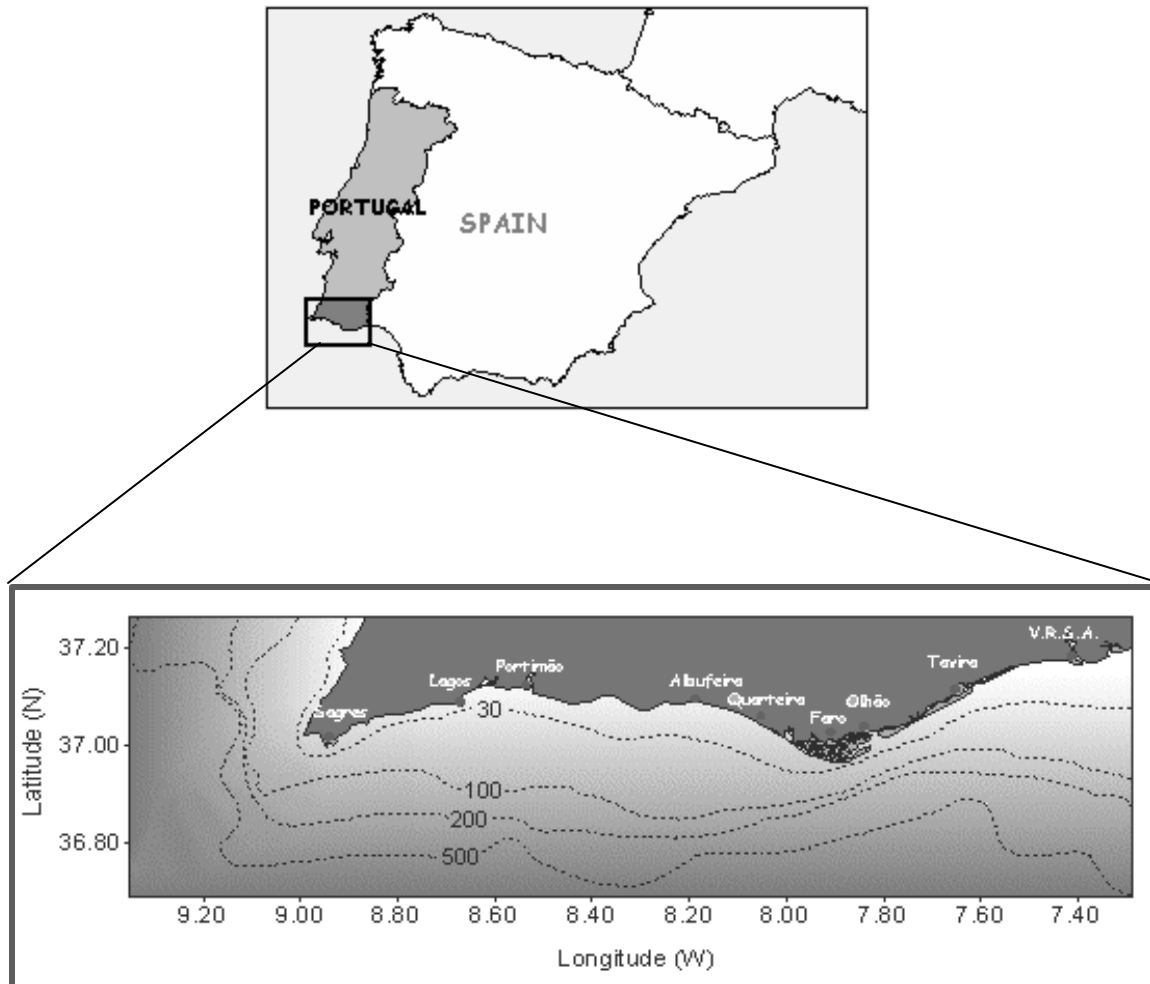 PORTUGAL
SPAIN
V.R.S.A.
37.20
Tavira
Portimão
Lagos
Albufeira
Quarteira
Olhão
Sagres
30
Faro
37.00
Latitude (N)
100
200
36.80
500
9.20 9.00 8.80 8.60 8.40 8.20 8.00 7.80 7.60 7.40
Longitude (W)